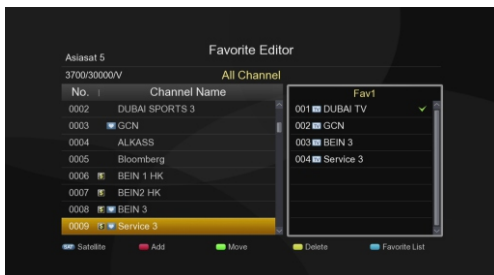 Favorite Editor
Asiasat 5
3700/30000/V All Channel
No. Channel Name Fav1
0002 DUBAI SPORTS 3 001 DUBAI TV
0003 GCN 002 GCN
0004 ALKASS 003 BEIN 3
0005 Bloomberg 004 Service 3
0006 $ BEIN 1 HK
0007 $ BEIN2 HK
0008 $ BEIN 3
0009 $ Service 3
Satellite Add Move Delete Favorite List